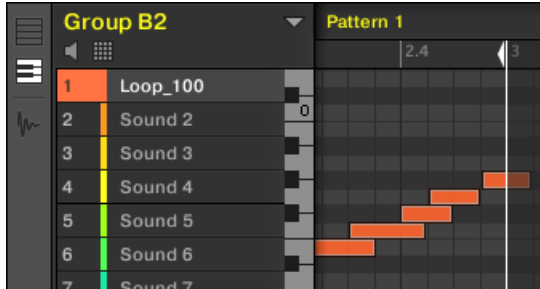 Group B2
Pattern 1
2.4
3
1 Loop_100
0
2 Sound 2
3 Sound 3
4 Sound 4
5 Sound 5
6 Sound 6
7 Sound 7